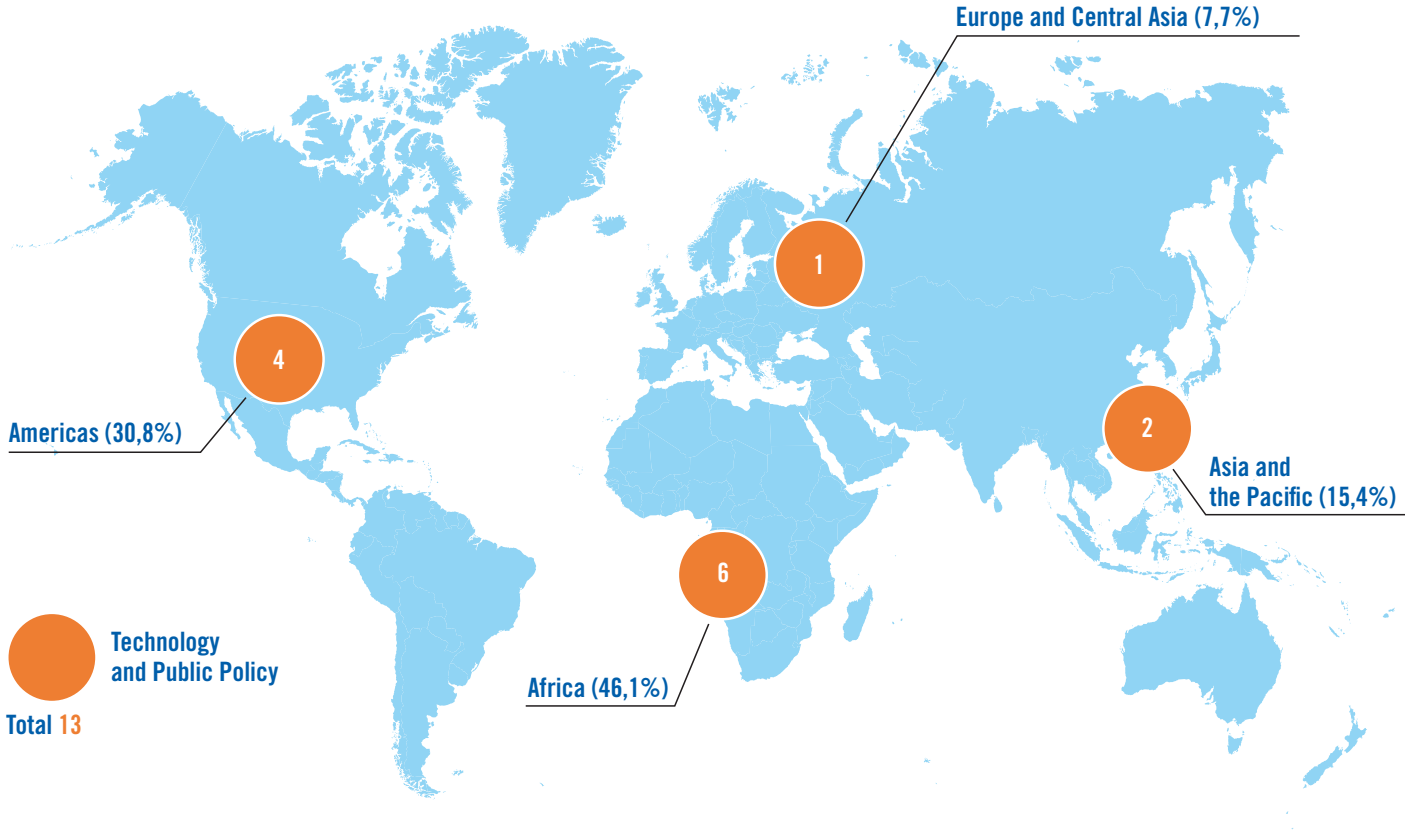 Europe and Central Asia (7,7%)
1
4
Americas (30,8%)
2
Asia and
the Pacific (15,4%)
6
Africa (46,1%)
Technology
and Public Policy
Total 13